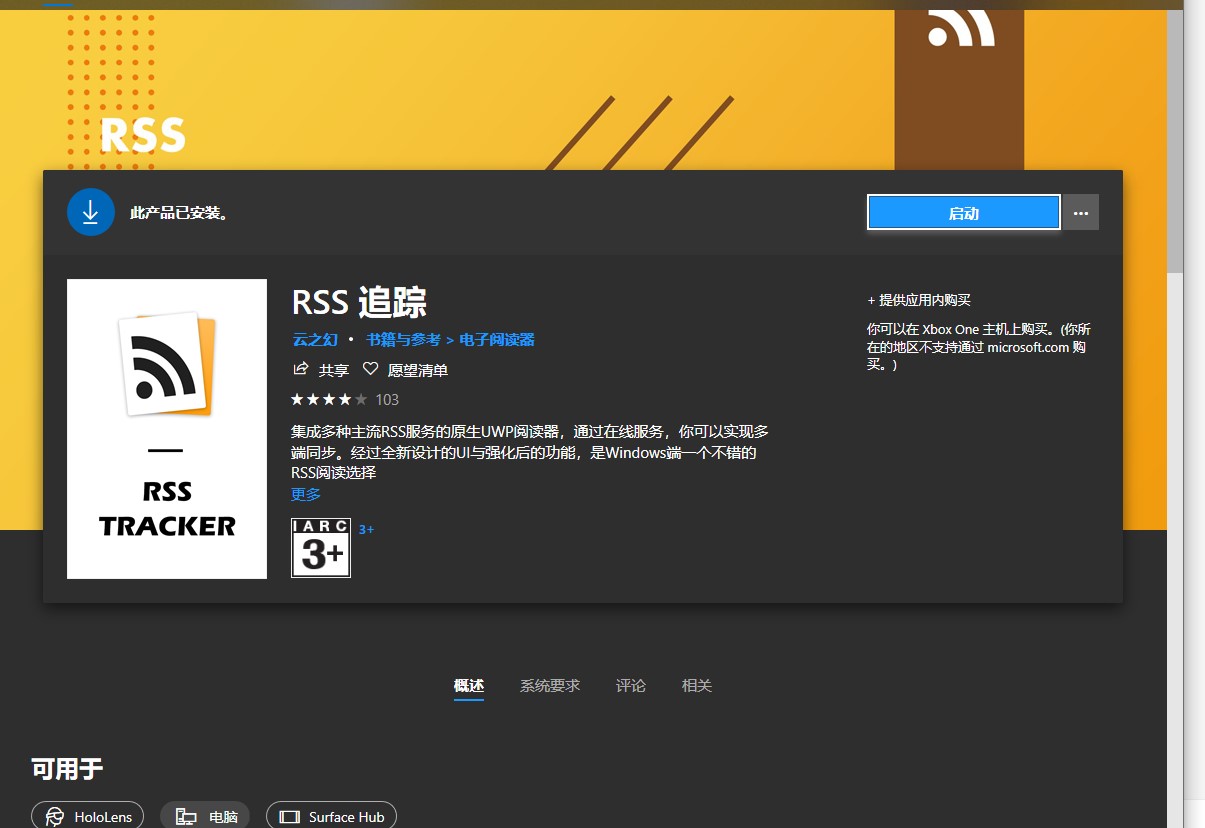 RSS
此产品已安装。
启动
...
RSS
TRACKER
RSS 追踪
云之幻 • 书籍与参考 > 电子阅读器
共享 愿望清单
103
集成多种主流RSS服务的原生UWP阅读器，通过在线服务，你可以实现多
端同步。经过全新设计的UI与强化后的功能，是Windows端一个不错的
RSS阅读选择
更多
IARC
3+
3+
+ 提供应用内购买
你可以在 Xbox One 主机上购买。(你所
在的地区不支持通过 microsoft.com 购
买。)
概述 系统要求 评论 相关
可用于
HoloLens 电脑 Surface Hub